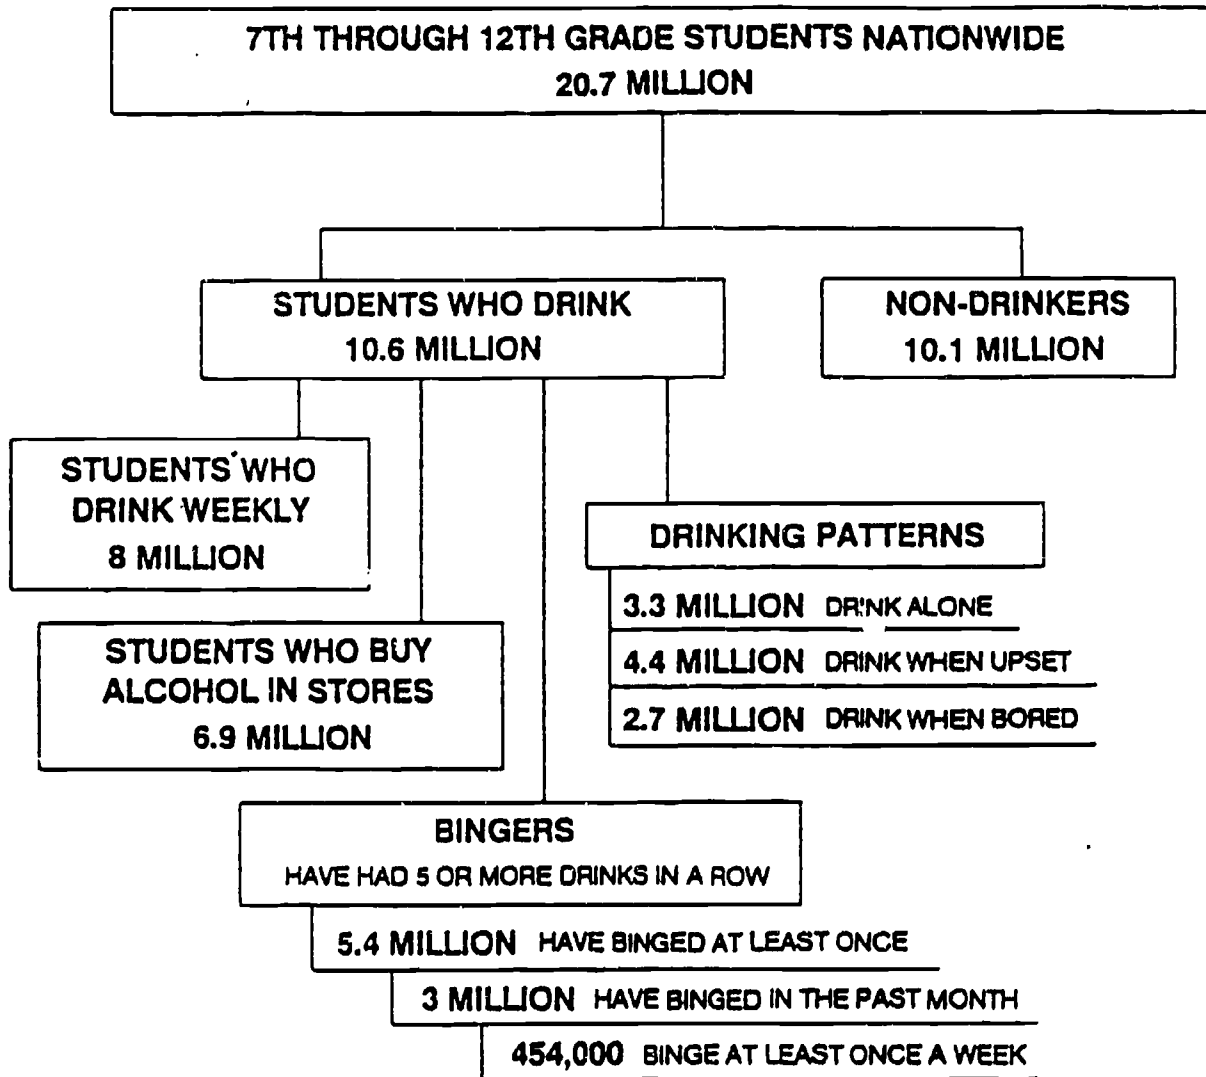 7TH THROUGH 12TH GRADE STUDENTS NATIONWIDE
20.7 MILLION
STUDENTS WHO DRINK
10.6 MILLION
NON-DRINKERS
10.1 MILLION
STUDENTS WHO
DRINK WEEKLY
8 MILLION
DRINKING PATTERNS
3.3 MILLION DRINK ALONE
4.4 MILLION DRINK WHEN UPSET
2.7 MILLION DRINK WHEN BORED
STUDENTS WHO BUY
ALCOHOL IN STORES
6.9 MILLION
BINGERS
HAVE HAD 5 OR MORE DRINKS IN A ROW
5.4 MILLION HAVE BINGED AT LEAST ONCE
3 MILLION HAVE BINGED IN THE PAST MONTH
454,000 BINGE AT LEAST ONCE A WEEK